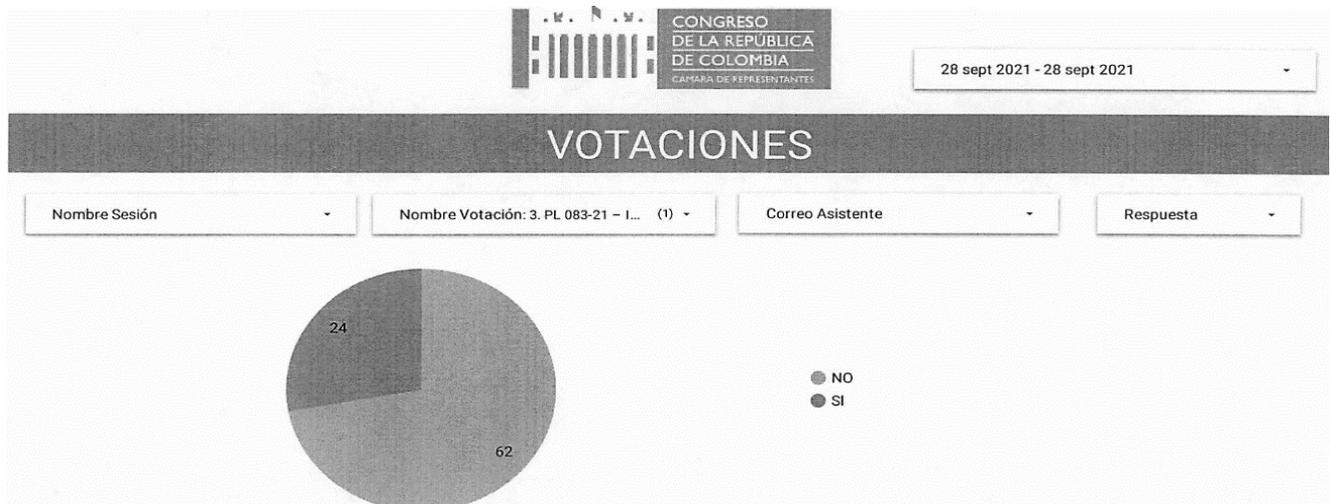 CONGRESO
DE LA REPÚBLICA
DE COLOMBIA
CÁMARA DE REPRESENTANTES
28 sept 2021 - 28 sept 2021
VOTACIONES
Nombre Sesión
Nombre Votación: 3. PL 083-21 – I... (1)
Correo Asistente
Respuesta
24
62
NO
SI